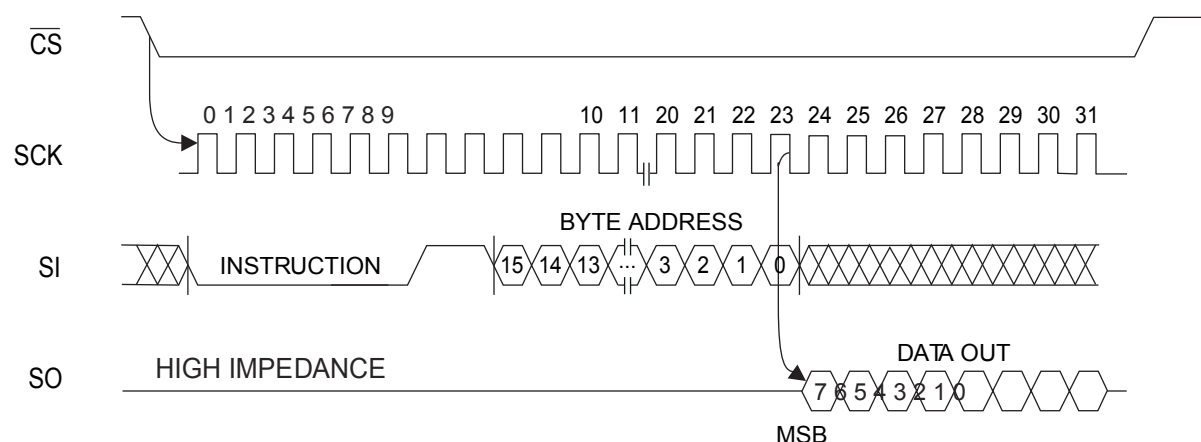 CS
0 1 2 3 4 5 6 7 8 9 10 11 20 21 22 23 24 25 26 27 28 29 30 31
SCK
BYTE ADDRESS
SI INSTRUCTION 15 14 13 ... 3 2 1 0
HIGH IMPEDANCE DATA OUT
SO 7 6 5 4 3 2 1 0
MSB